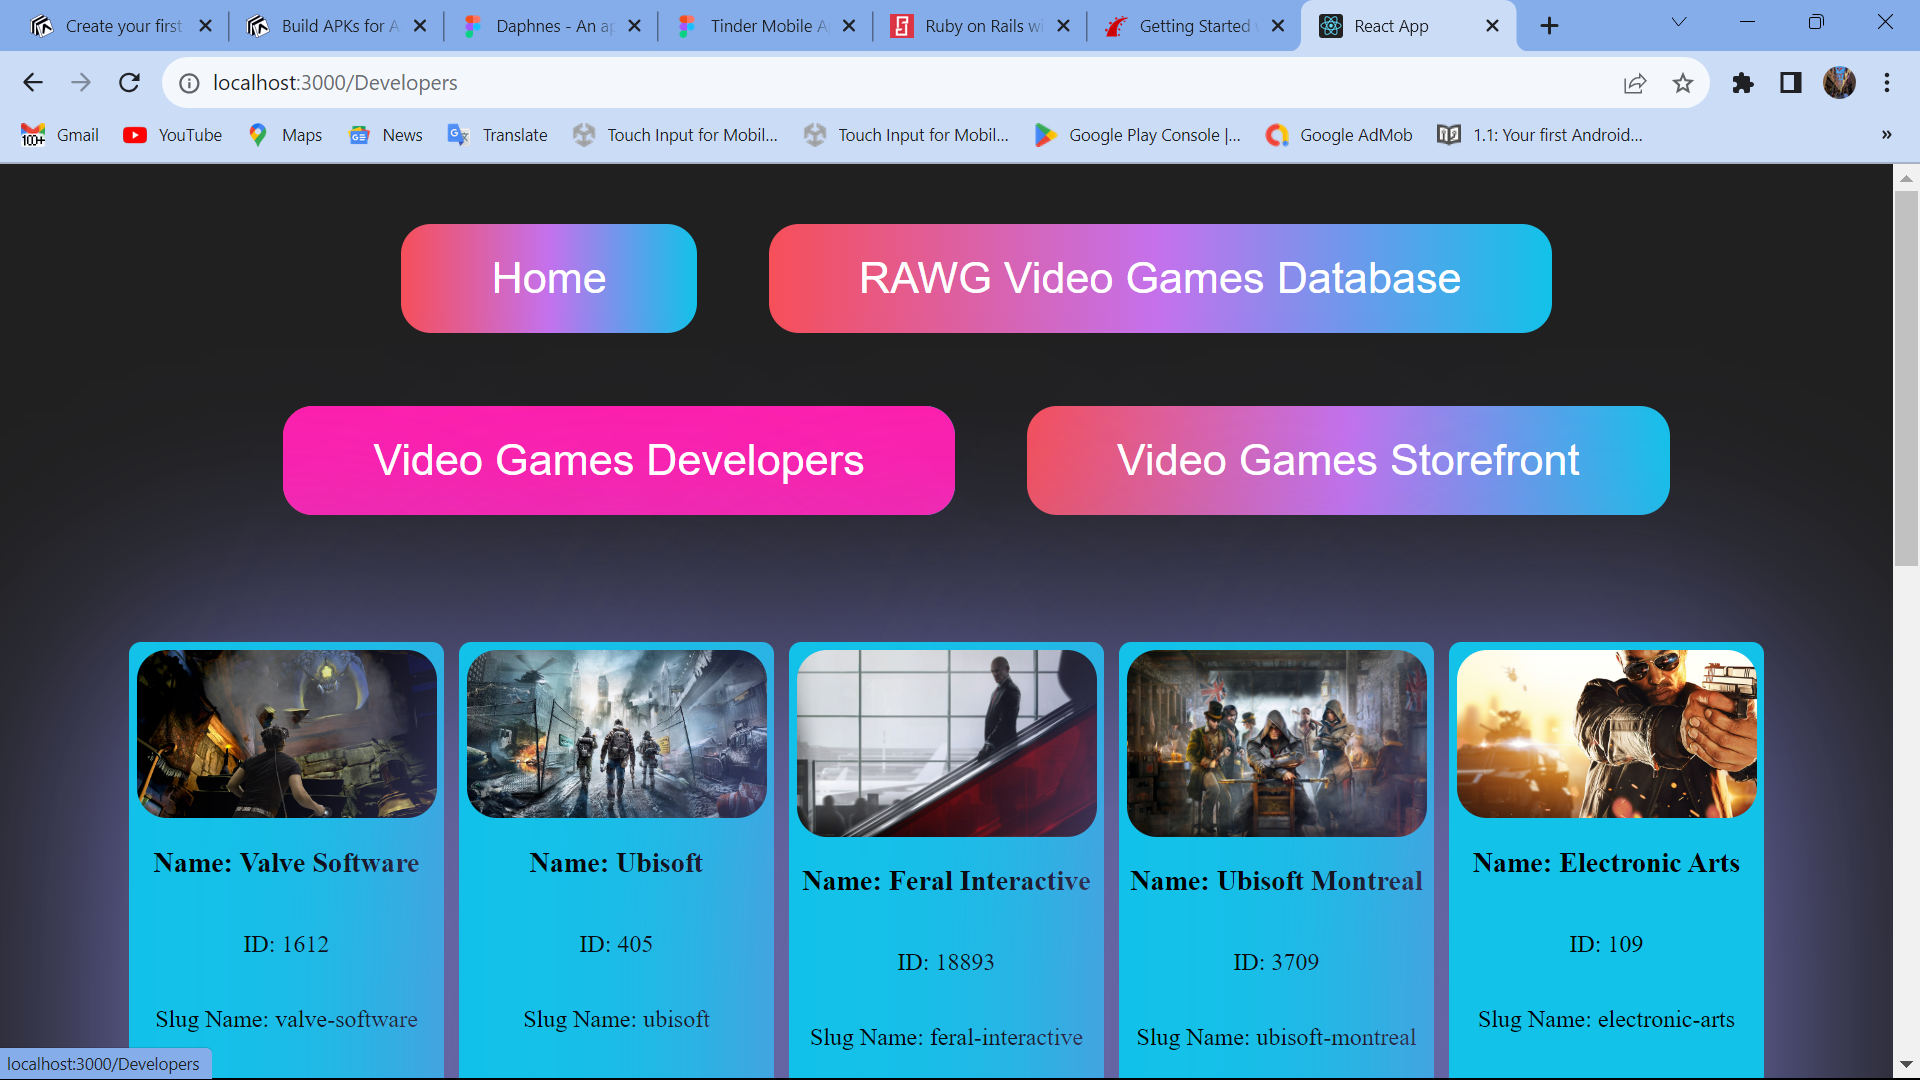 Create your first
Build APKs for A
Daphnes - An ap
Tinder Mobile A
Ruby on Rails wi
Getting Started
React App
localhost:3000/Developers
100+
Gmail
YouTube
Maps
News
Translate
Touch Input for Mobil...
Touch Input for Mobil...
Google Play Console |...
Google AdMob
1.1: Your first Android...
»
Home
RAWG Video Games Database
Video Games Developers
Video Games Storefront
Name: Valve Software
ID: 1612
Slug Name: valve-software
Name: Ubisoft
ID: 405
Slug Name: ubisoft
Name: Feral Interactive
ID: 18893
Slug Name: feral-interactive
Name: Ubisoft Montreal
ID: 3709
Slug Name: ubisoft-montreal
Name: Electronic Arts
ID: 109
Slug Name: electronic-arts
localhost:3000/Developers